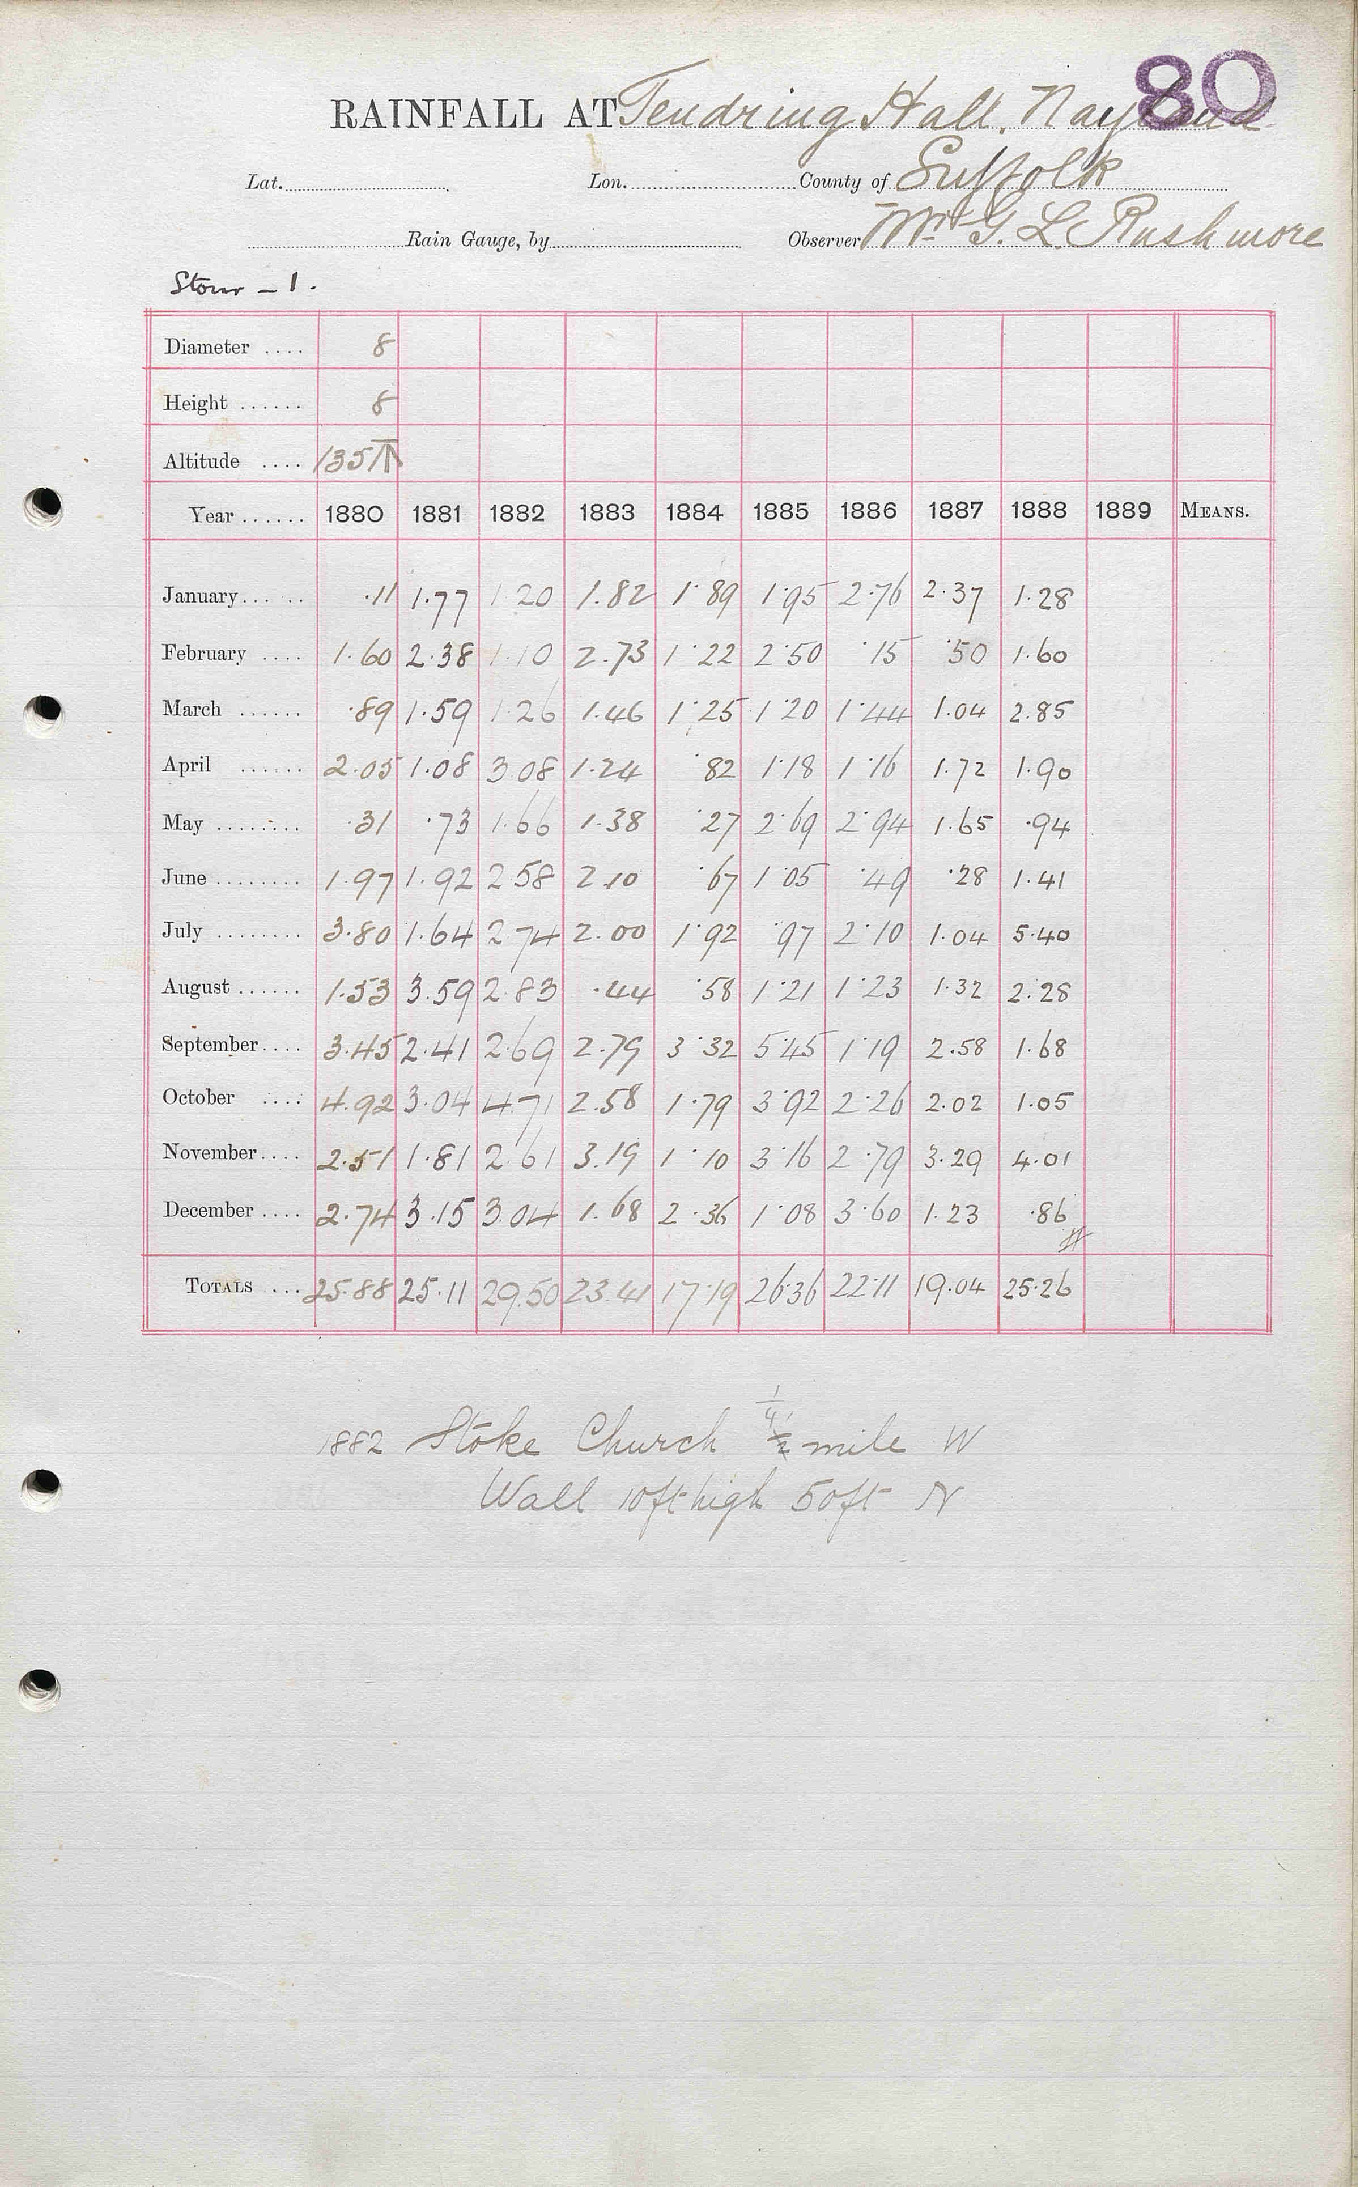 80
RAINFALL AT Tendring Hall, Nayland
Lat. Lon. County of Suffolk
Rain Gauge, by Observer Mr G. L. Rushmore
Stour - 1.
Diameter .... 8
Height ...... 8
Altitude .... 135 T
Year ...... 1880 1881 1882 1883 1884 1885 1886 1887 1888 1889 MEANS.
January ...... .11 1.77 1.20 1.82 1.89 1.95 2.76 2.37 1.28
February .... 1.60 2.38 1.10 2.73 1.22 2.50 .15 .50 1.60
March ...... .89 1.59 1.26 1.46 1.25 1.20 1.44 1.04 2.85
April ...... 2.05 1.08 3.08 1.24 .82 1.18 1.16 1.72 1.90
May ........ .31 .73 1.66 1.38 .27 2.69 2.94 1.65 .94
June ........ 1.97 1.92 2.58 2.10 .67 1.05 .49 .28 1.41
July ........ 3.80 1.64 2.74 2.00 1.92 .97 2.10 1.04 5.40
August ...... 1.53 3.59 2.83 .44 .58 1.21 1.23 1.32 2.28
September .... 3.45 2.41 2.69 2.79 3.32 5.45 1.19 2.58 1.68
October .... 4.92 3.04 4.71 2.58 1.79 3.92 2.26 2.02 1.05
November .... 2.51 1.81 2.61 3.19 1.10 3.16 2.79 3.29 4.01
December .... 2.74 3.15 3.04 1.68 2.36 1.08 3.60 1.23 .86
TOTALS ... 25.88 25.11 29.50 23.41 17.19 26.36 22.11 19.04 25.26
1882 Stoke Church 1/4 1/2 mile W
Wall 10ft high 50ft N